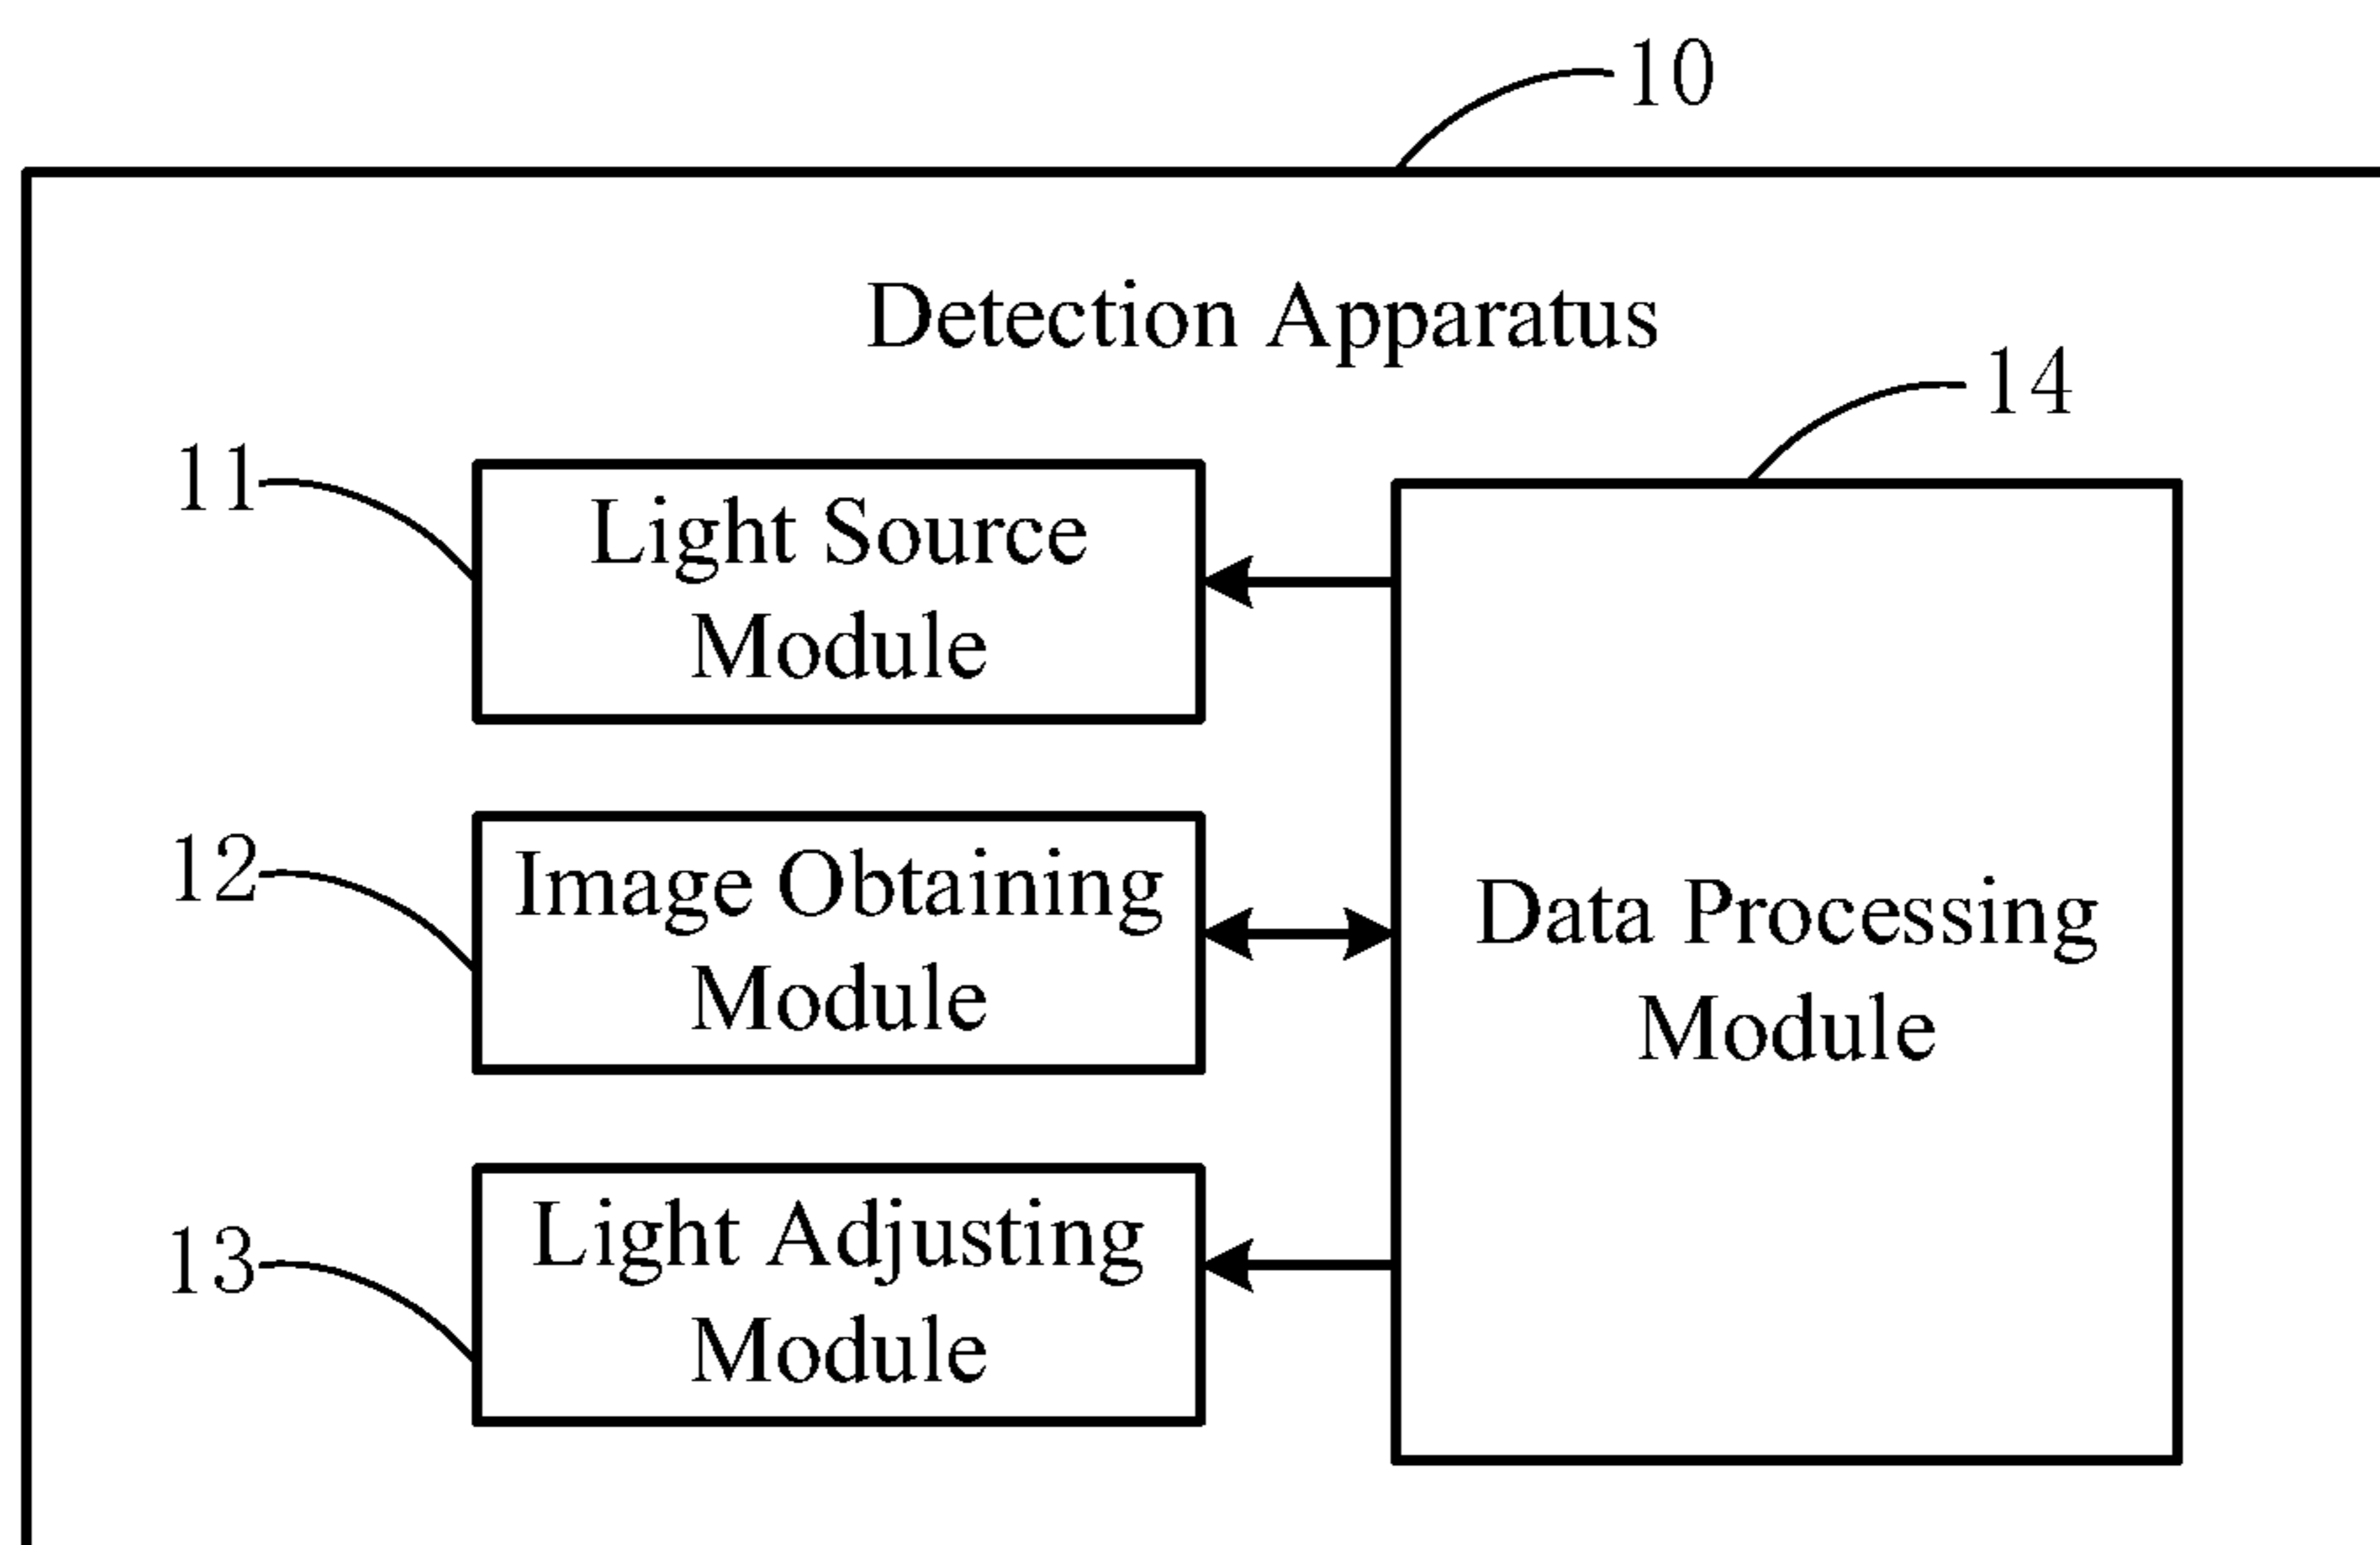 10
Detection Apparatus
14
11
Light Source
Module
12
Image Obtaining
Module
Data Processing
Module
13
Light Adjusting
Module